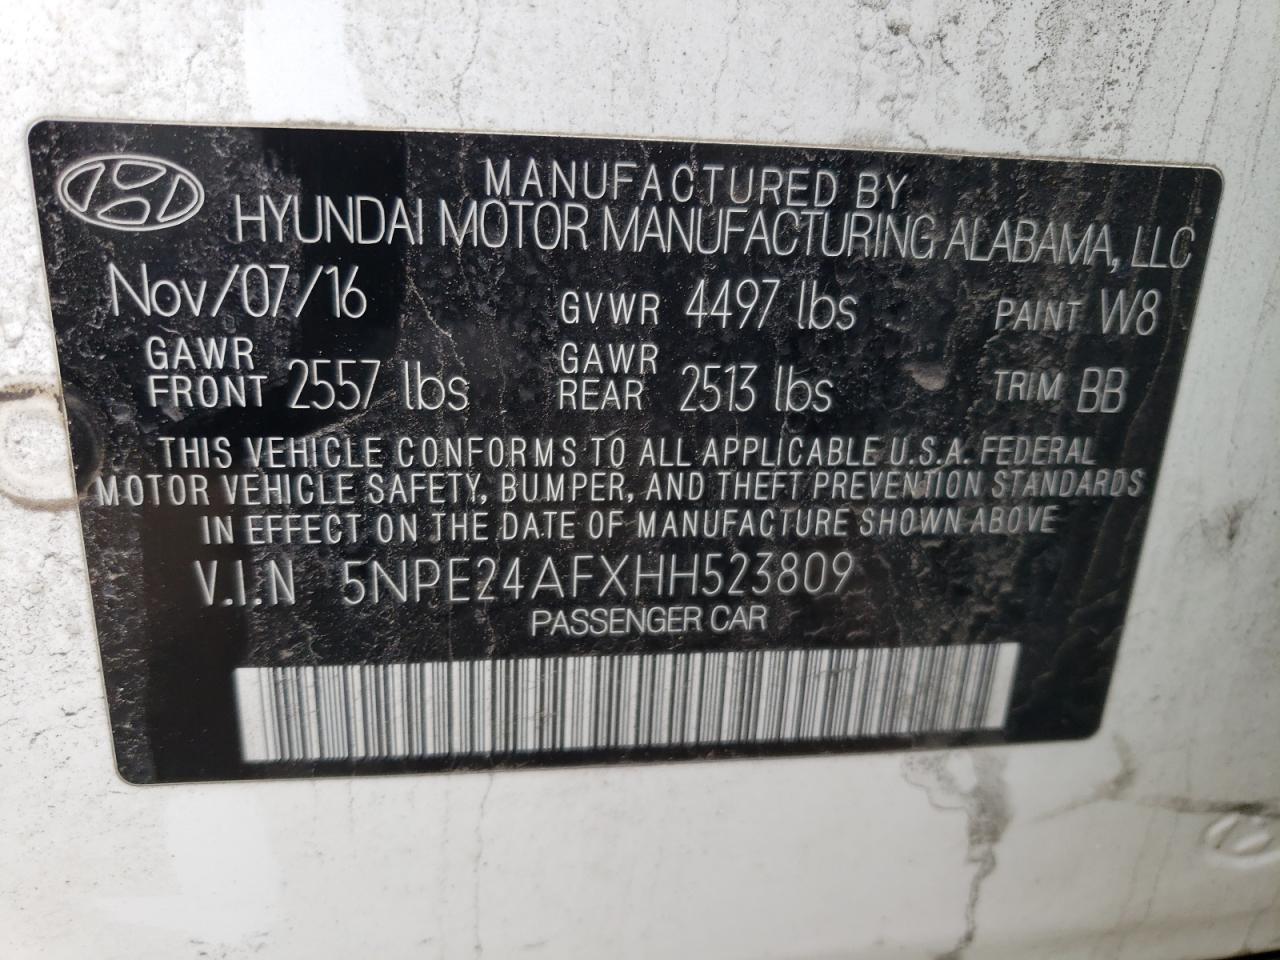 MANUFACTURED BY
HYUNDAI MOTOR MANUFACTURING ALABAMA, LLC
Nov/07/16 GVWR 4497 lbs PAINT W8
GAWR FRONT 2557 lbs GAWR REAR 2513 lbs TRIM BB
THIS VEHICLE CONFORMS TO ALL APPLICABLE U.S.A. FEDERAL
MOTOR VEHICLE SAFETY, BUMPER, AND THEFT PREVENTION STANDARDS
IN EFFECT ON THE DATE OF MANUFACTURE SHOWN ABOVE
V.I.N 5NPE24AFXHH523809
PASSENGER CAR